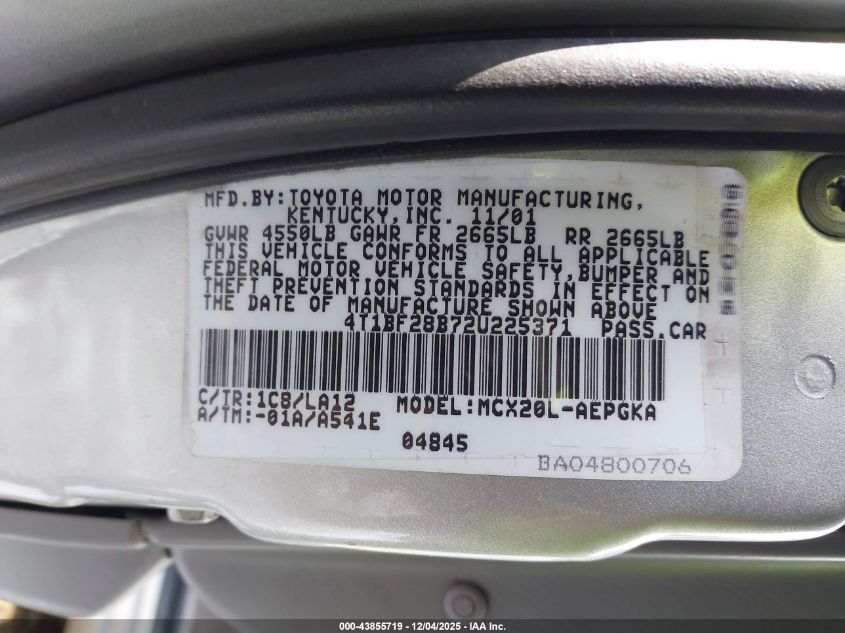 MFD.BY:TOYOTA MOTOR MANUFACTURING,
KENTUCKY,INC. 11/01
GVWR 4550LB GAWR FR 2665LB RR 2665LB
THIS VEHICLE CONFORMS TO ALL APPLICABLE
FEDERAL MOTOR VEHICLE SAFETY,BUMPER AND
THEFT PREVENTION STANDARDS IN EFFECT ON
THE DATE OF MANUFACTURE SHOWN ABOVE
4T1BF28B72U225371 PASS.CAR
C/TR:1C8/LA12 MODEL:MCX20L-AEPGKA
A/TM:-01A/A541E
04845
BA04800706
000-43855719 - 12/04/2025 - IAA Inc.